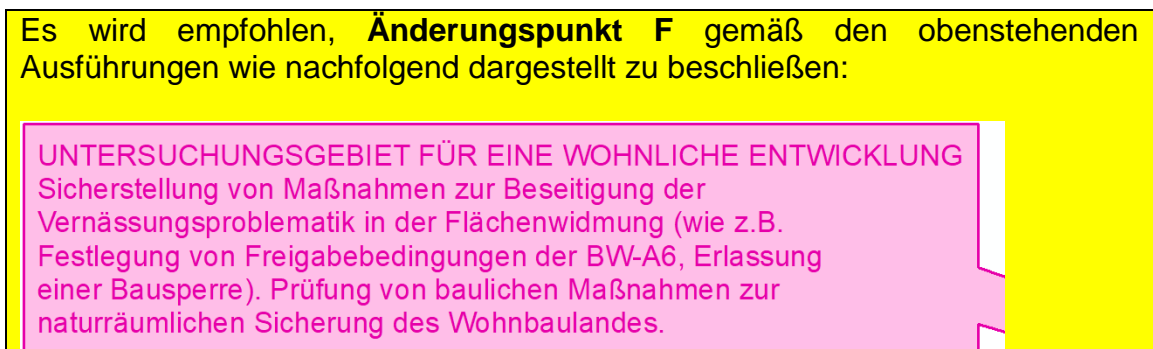 Es wird empfohlen, Änderungspunkt F gemäß den obenstehenden
Ausführungen wie nachfolgend dargestellt zu beschließen:
UNTERSUCHUNGSGEBIET FÜR EINE WOHNLICHE ENTWICKLUNG
Sicherstellung von Maßnahmen zur Beseitigung der
Vernässungsproblematik in der Flächenwidmung (wie z.B.
Festlegung von Freigabebedingungen der BW-A6, Erlassung
einer Bausperre). Prüfung von baulichen Maßnahmen zur
naturräumlichen Sicherung des Wohnbaulandes.